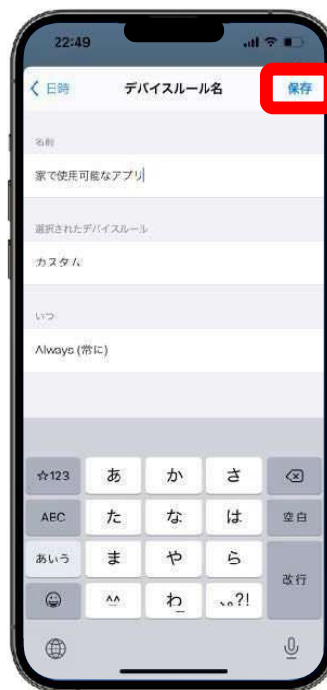 22:49
日時
デバイスルール名
保存
名前
家で使用可能なアプリ
選択されたデバイスルール
カスタム
いつ
Always (常に)
☆123
あ
か
さ
ABC
た
な
は
空白
あいう
ま
や
ら
改行
^^
わ
、。?!